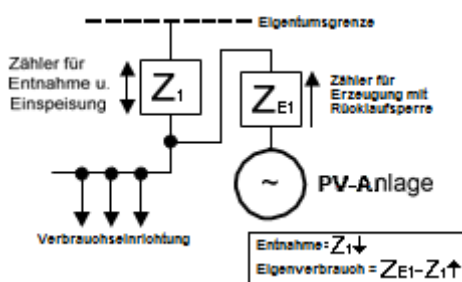 Eigentumsgrenze
Zähler für
Entnahme u.
Einspeisung
Z1
ZE1
Zähler für
Erzeugung mit
Rücklaufsperre
~
PV-Anlage
Verbrauchseinrichtung
Entnahme= Z1↓
Eigenverbrauch = ZE1-Z1↑